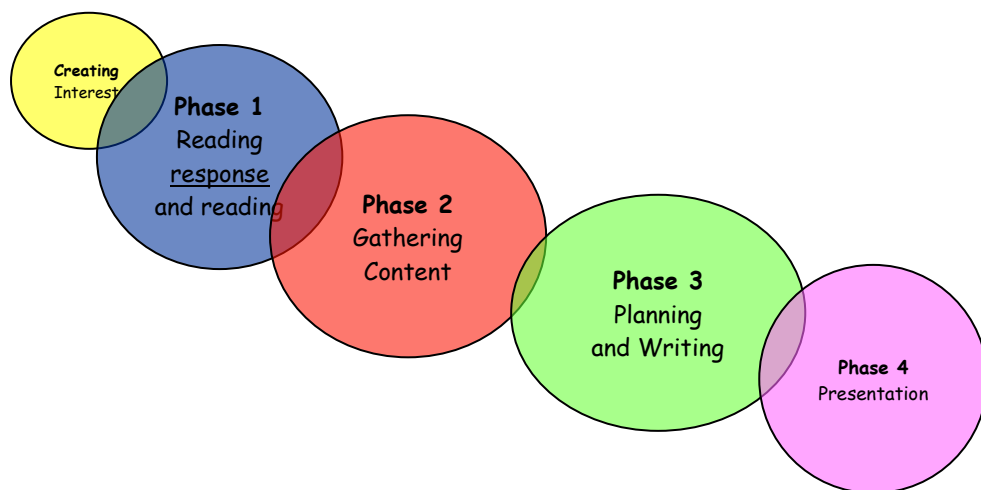 Creating
Interest
Phase 1
Reading
response
and reading
Phase 2
Gathering
Content
Phase 3
Planning
and Writing
Phase 4
Presentation